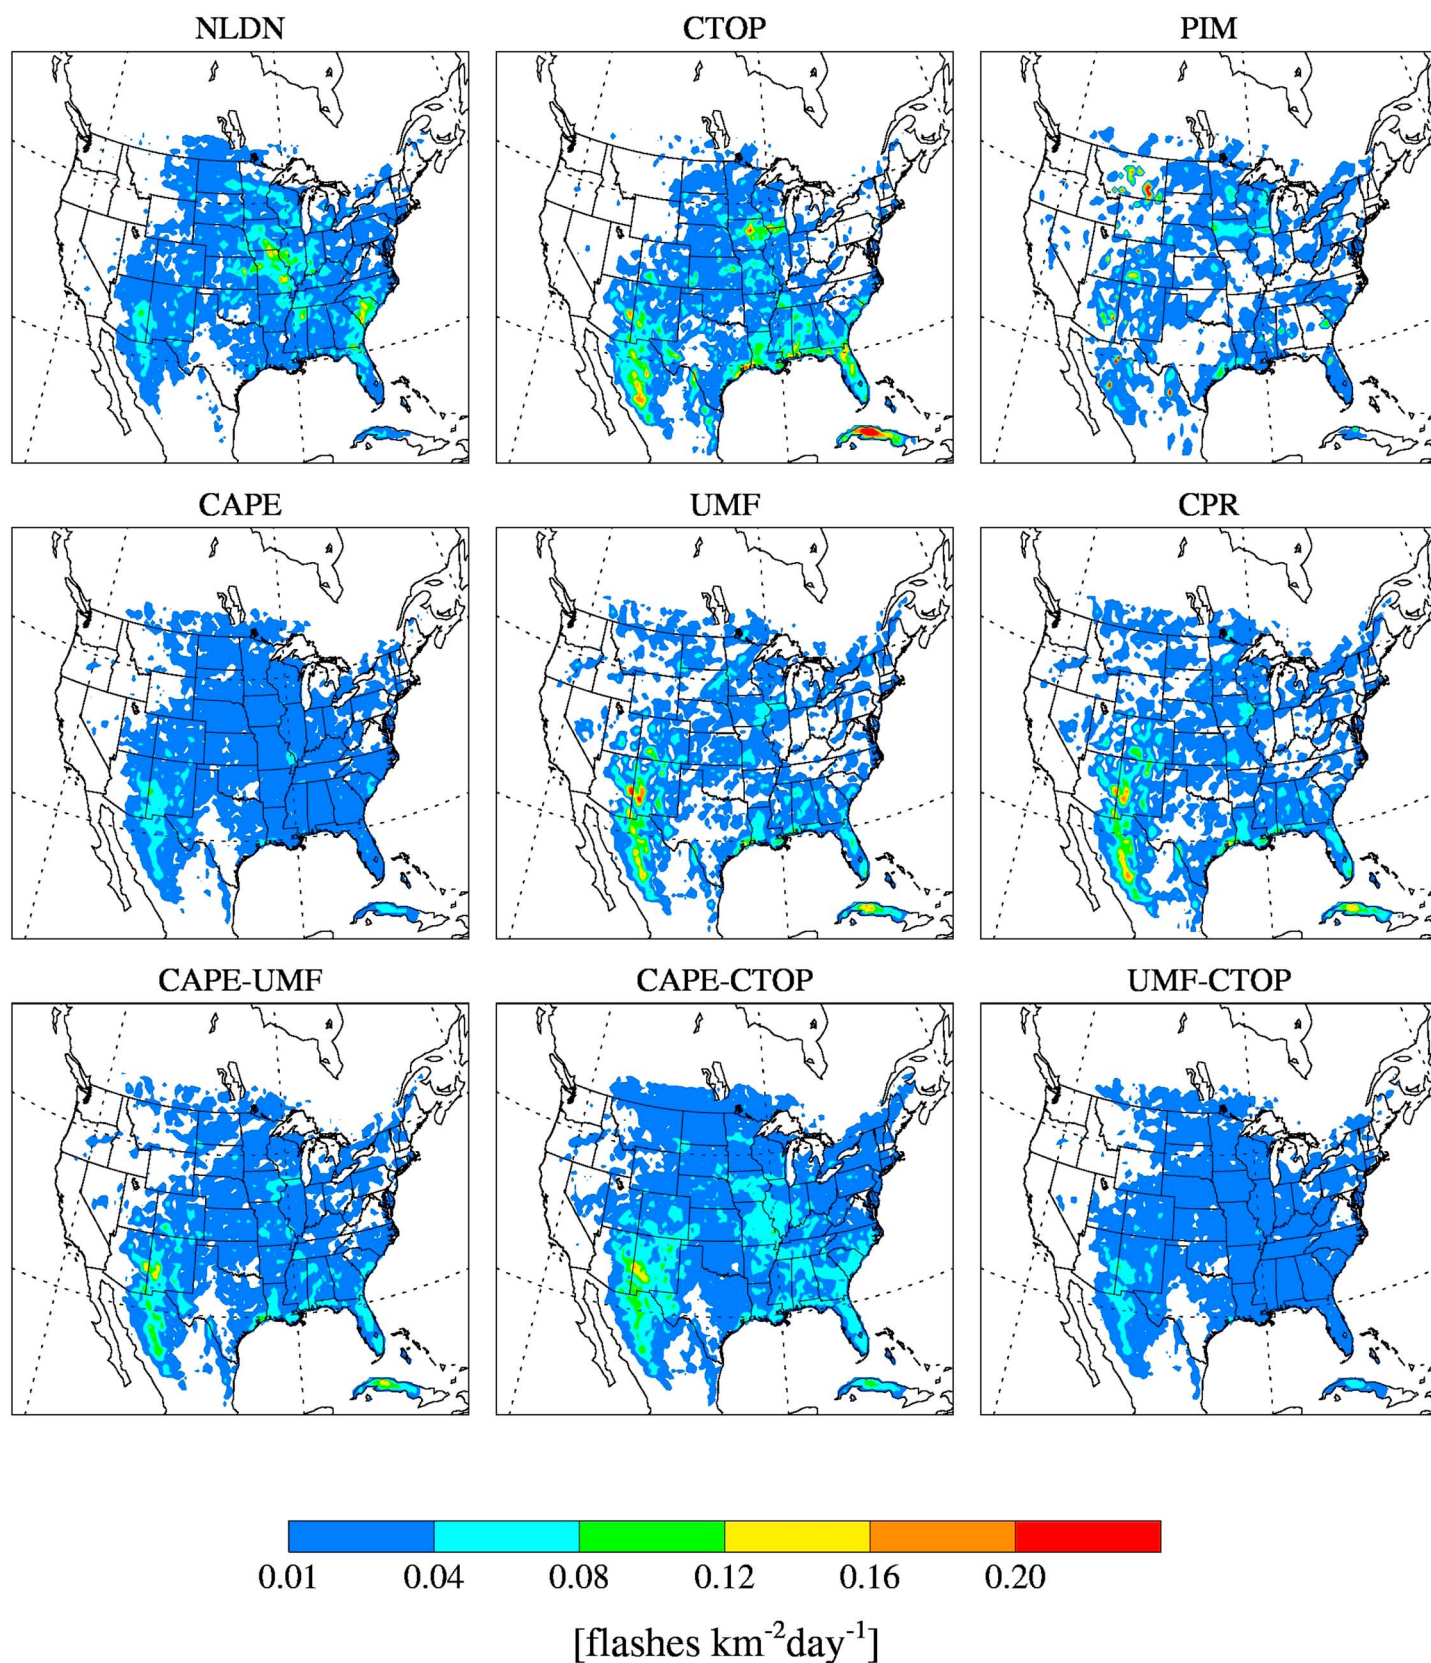 NLDN CTOP PIM
CAPE UMF CPR
CAPE-UMF CAPE-CTOP UMF-CTOP
0.01 0.04 0.08 0.12 0.16 0.20
[flashes km⁻²day⁻¹]